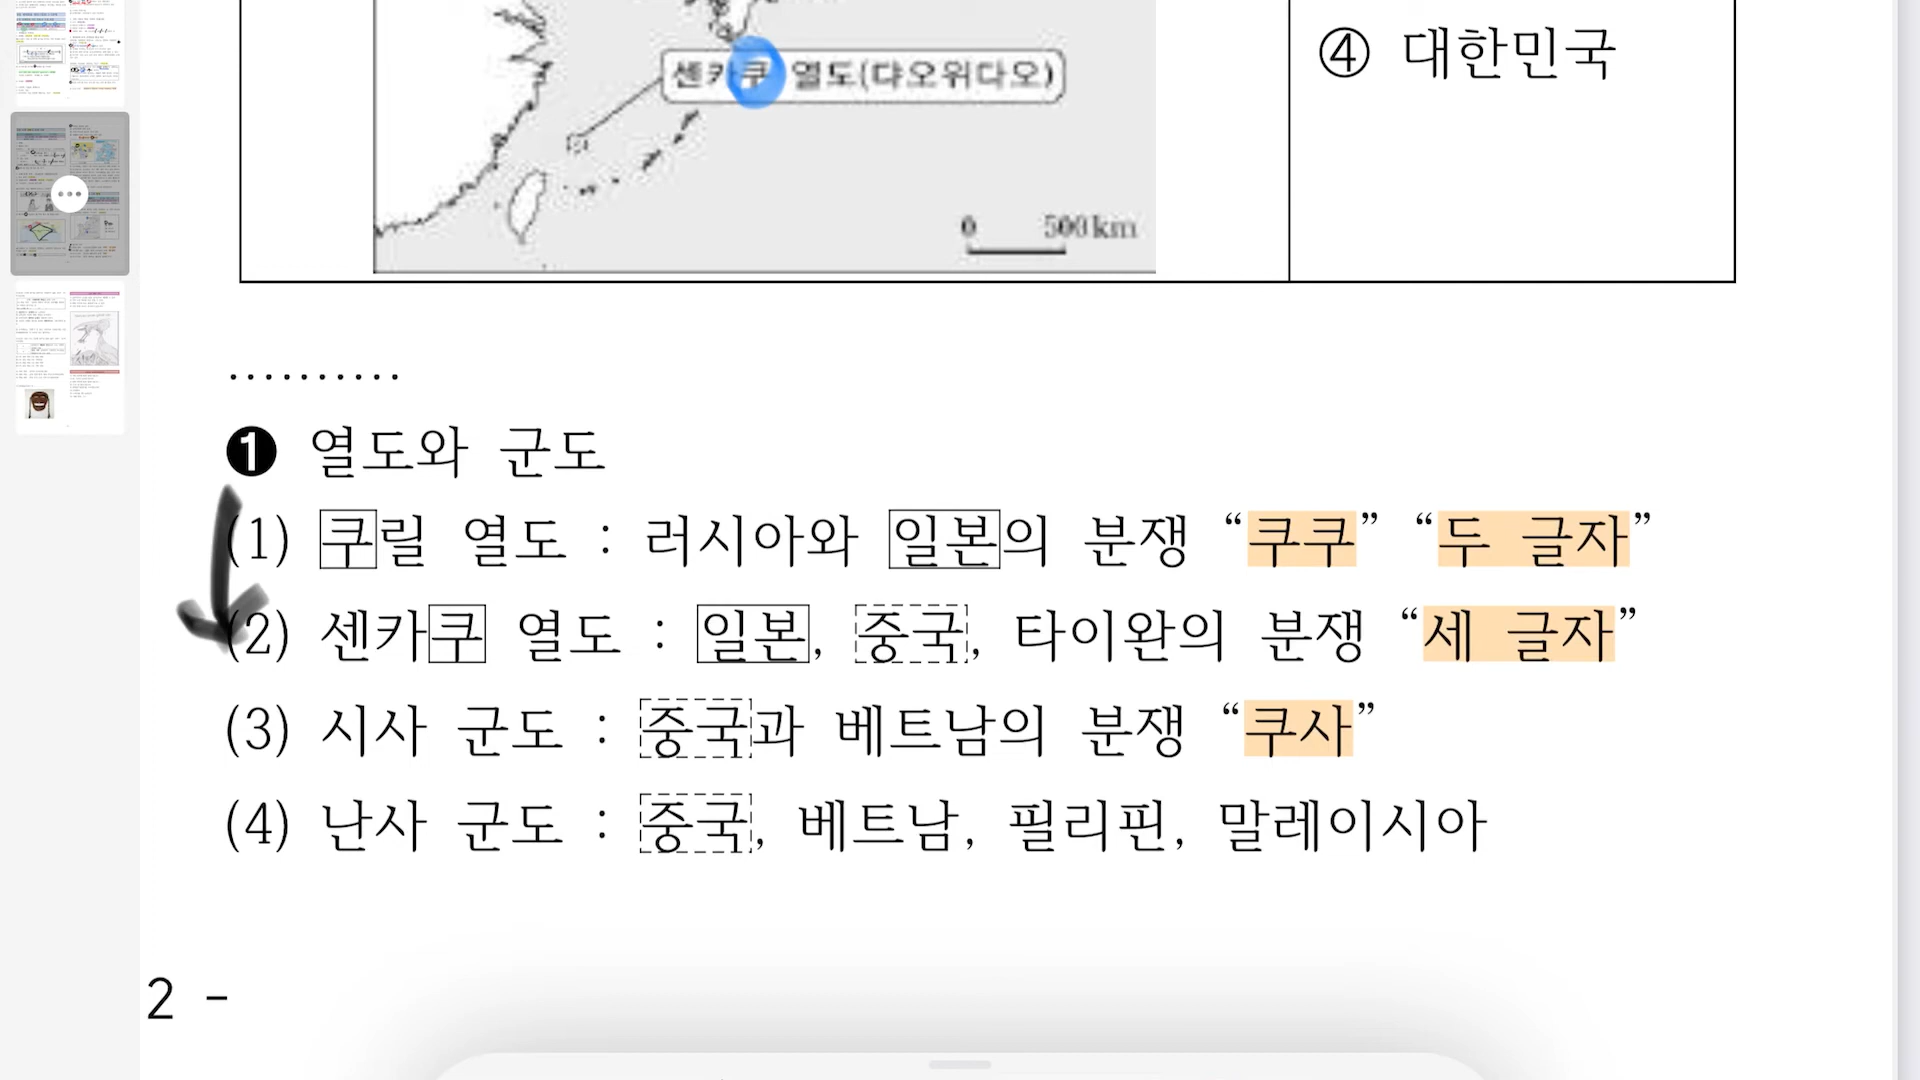 ④ 대한민국
센카쿠 열도(댜오위다오)
0 500km
..........
❶ 열도와 군도
(1) 쿠릴 열도 : 러시아와 일본의 분쟁 “쿠쿠” “두 글자”
(2) 센카쿠 열도 : 일본, 중국, 타이완의 분쟁 “세 글자”
(3) 시사 군도 : 중국과 베트남의 분쟁 “쿠사”
(4) 난사 군도 : 중국, 베트남, 필리핀, 말레이시아
2 -